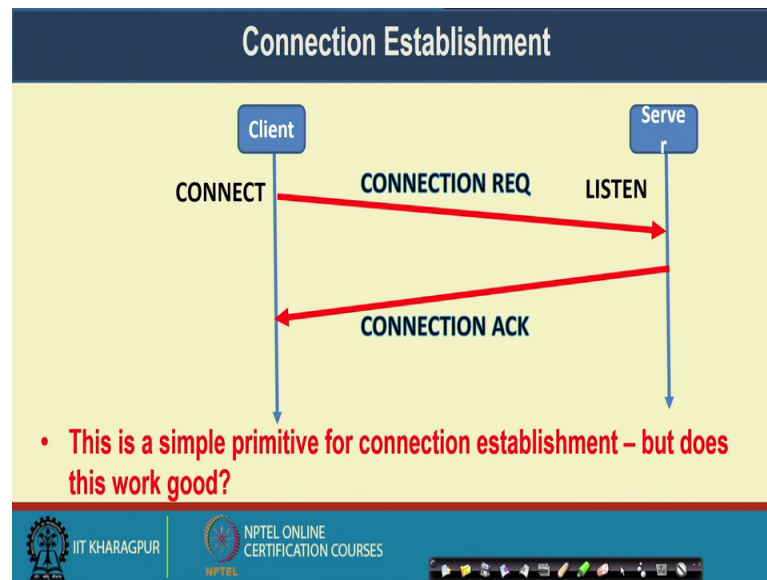 Connection Establishment
Client
Serve
r
CONNECT
CONNECTION REQ
LISTEN
CONNECTION ACK
• This is a simple primitive for connection establishment – but does
this work good?
IIT KHARAGPUR
NPTEL
NPTEL ONLINE
CERTIFICATION COURSES